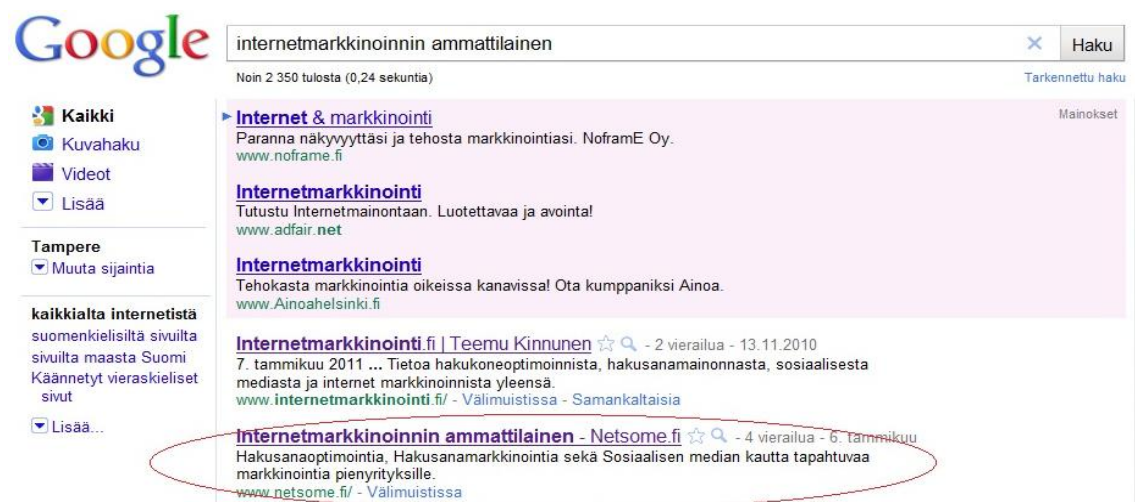 Google
internetmarkkinoinnin ammattilainen
Haku
Noin 2 350 tulosta (0,24 sekuntia)
Tarkennettu haku
Kaikki
Kuvahaku
Videot
Lisää
Tampere
Muuta sijaintia
kaikkialta internetistä
suomenkielisiltä sivuilta
sivuilta maasta Suomi
Käännetyt vieraskieliset
sivut
Lisää...
Mainokset
Internet & markkinointi
Paranna näkyvyyttäsi ja tehosta markkinointiasi. NoframE Oy.
www.noframe.fi
Internetmarkkinointi
Tutustu Internetmainontaan. Luotettavaa ja avointa!
www.adfair.net
Internetmarkkinointi
Tehokasta markkinointia oikeissa kanavissa! Ota kumppaniksi Ainoa.
www.Ainoahelsinki.fi
Internetmarkkinointi.fi | Teemu Kinnunen - 2 vierailua - 13.11.2010
7. tammikuu 2011 ... Tietoa hakukoneoptimoinnista, hakusanamainonnasta, sosiaalisesta
mediasta ja internet markkinoinnista yleensä.
www.internetmarkkinointi.fi/ - Välimuistissa - Samankaltaisia
Internetmarkkinoinnin ammattilainen - Netsome.fi - 4 vierailua - 6. tammikuu
Hakusanaoptimointia, Hakusanamarkkinointia sekä Sosiaalisen median kautta tapahtuvaa
markkinointia pienyrityksille.
www.netsome.fi/ - Välimuistissa